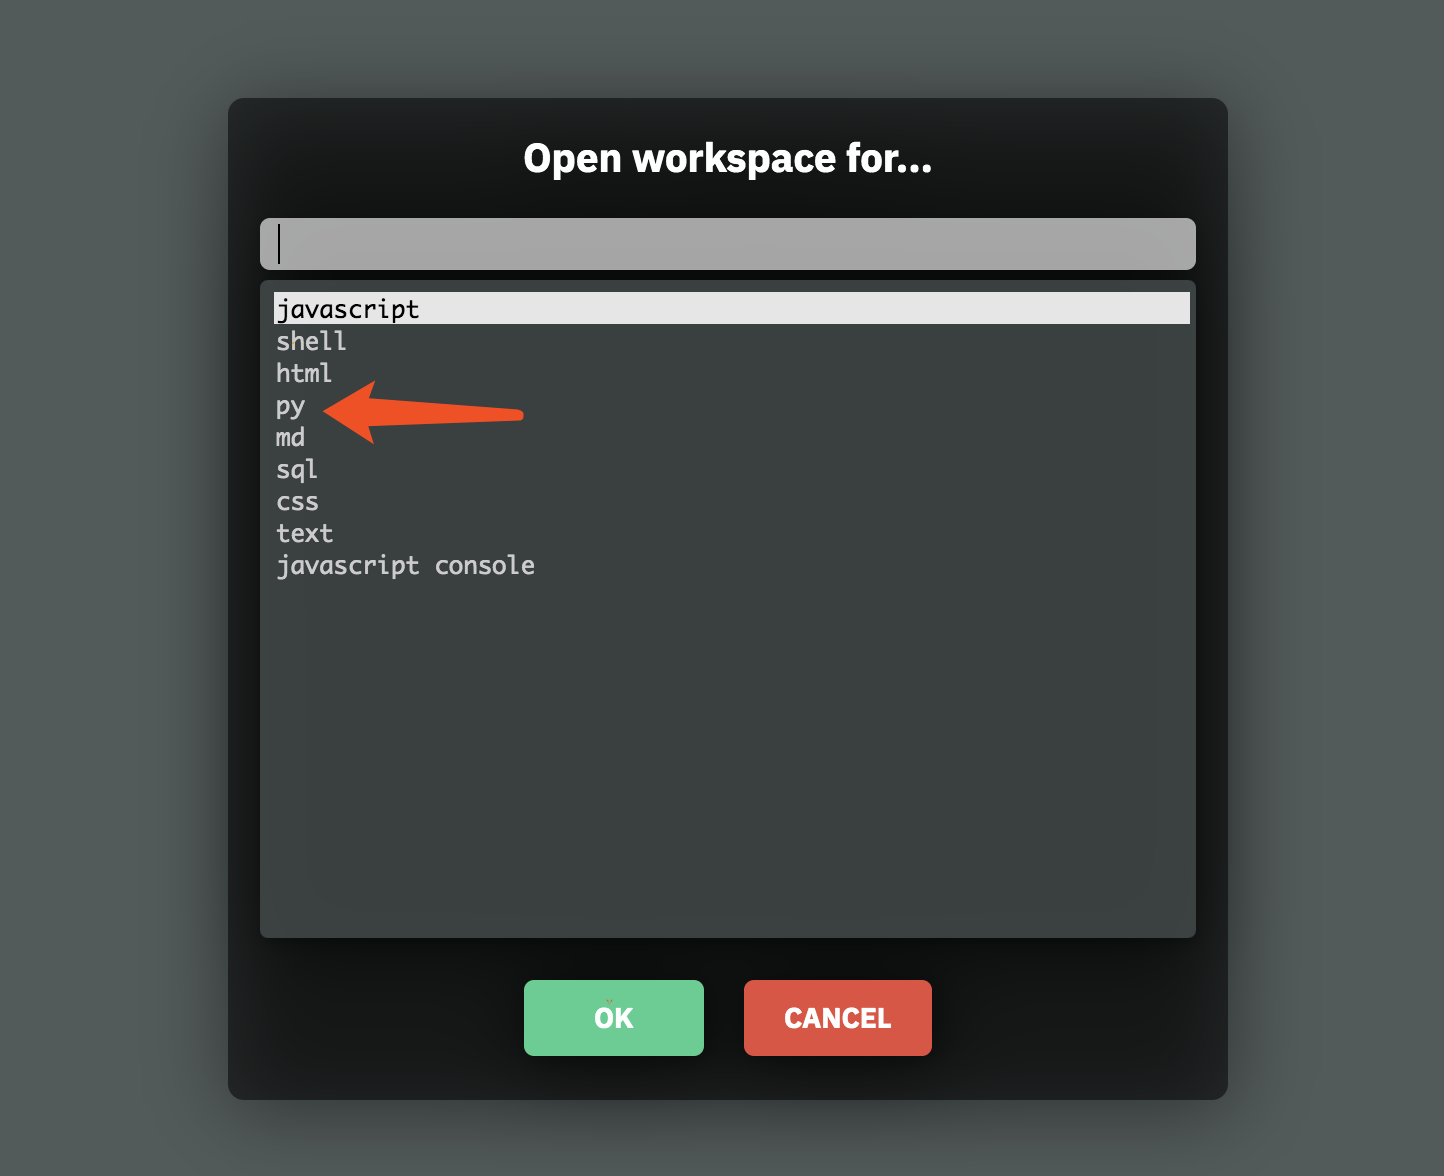 Open workspace for...
javascript
shell
html
py
md
sql
css
text
javascript console
OK
CANCEL